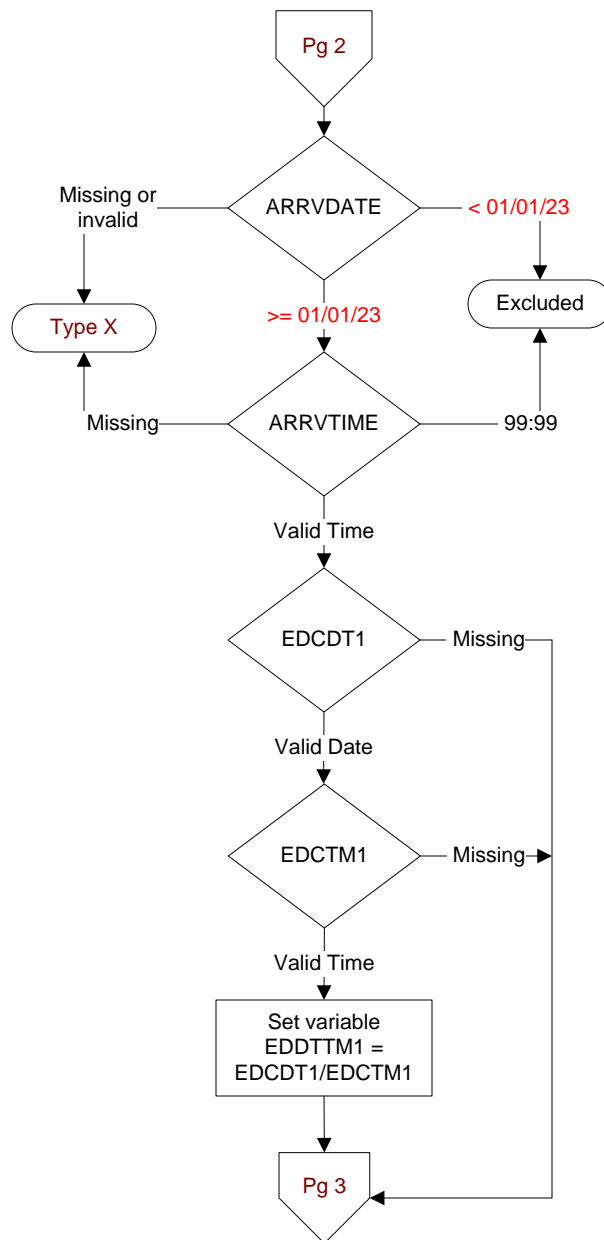 Pg 2
Missing or
invalid
ARRVDATE
< 01/01/23
Type X
>= 01/01/23
Excluded
Missing
ARRVTIME
99:99
Valid Time
EDCDT1
Missing
Valid Date
EDCTM1
Missing
Valid Time
Set variable
EDDTTM1 =
EDCDT1/EDCTM1
Pg 3